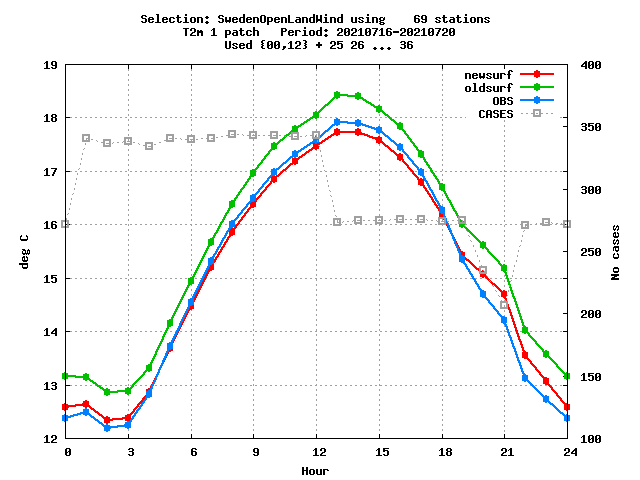 Selection: SwedenOpenLandWind using    69 stations
T2m 1 patch   Period: 20210716-20210720
Used {00,12} + 25 26 ... 36
newsurf
oldsurf
OBS
CASES
19
18
17
16
15
14
13
12
deg C
400
350
300
250
200
150
100
No cases
0 3 6 9 12 15 18 21 24
Hour